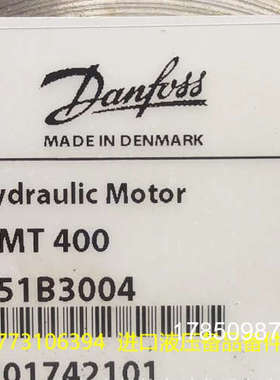 Danfoss
MADE IN DENMARK
ydraulic Motor
MT 400
51B3004
773106394 进口液压备品备件
17850987
01742101